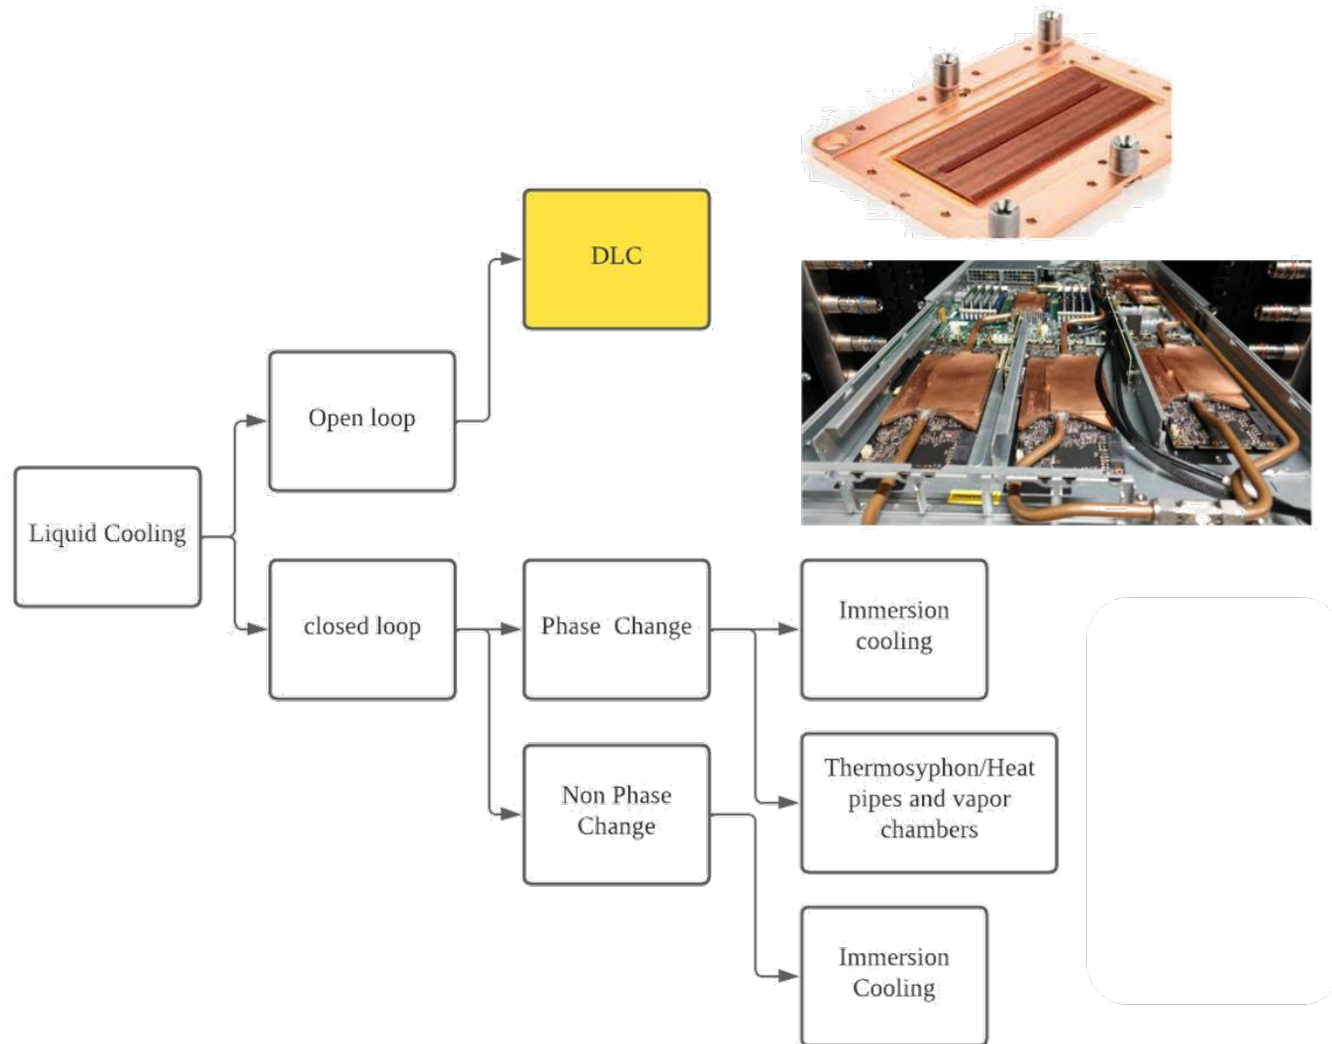 DLC
Open loop
Liquid Cooling
closed loop
Phase Change
Immersion
cooling
Non Phase
Change
Thermosyphon/Heat
pipes and vapor
chambers
Immersion
Cooling